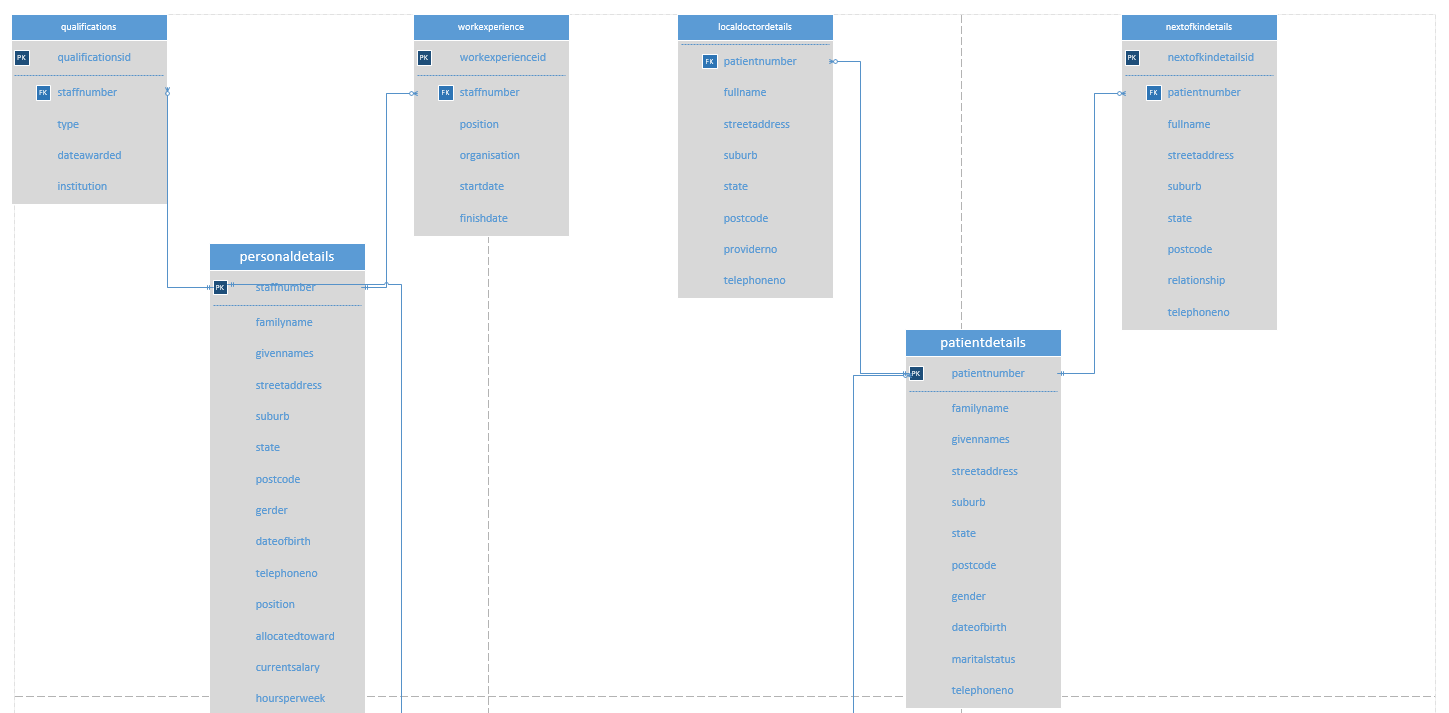 qualifications
PK qualificationsid
FK staffnumber
type
dateawarded
institution
workexperience
PK workexperienceid
FK staffnumber
position
organisation
startdate
finishdate
localdoctordetails
FK patientnumber
fullname
streetaddress
suburb
state
postcode
providerno
telephoneno
nextofkindetails
PK nextofkindetailsid
FK patientnumber
fullname
streetaddress
suburb
state
postcode
relationship
telephoneno
personaldetails
PK staffnumber
familyname
givennames
streetaddress
suburb
state
postcode
gerder
dateofbirth
telephoneno
position
allocatedtoward
currentsalary
hoursperweek
patientdetails
PK patientnumber
familyname
givennames
streetaddress
suburb
state
postcode
gender
dateofbirth
maritalstatus
telephoneno